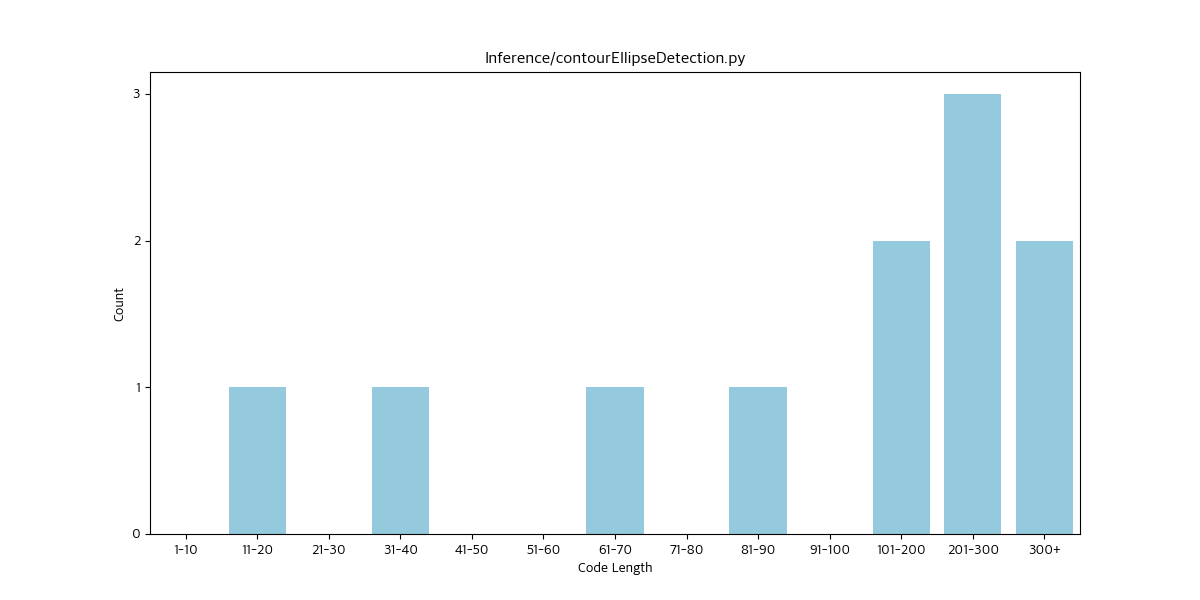 Inference/contourEllipseDetection.py
3
2
1
0
Count
1-10 11-20 21-30 31-40 41-50 51-60 61-70 71-80 81-90 91-100 101-200 201-300 300+
Code Length